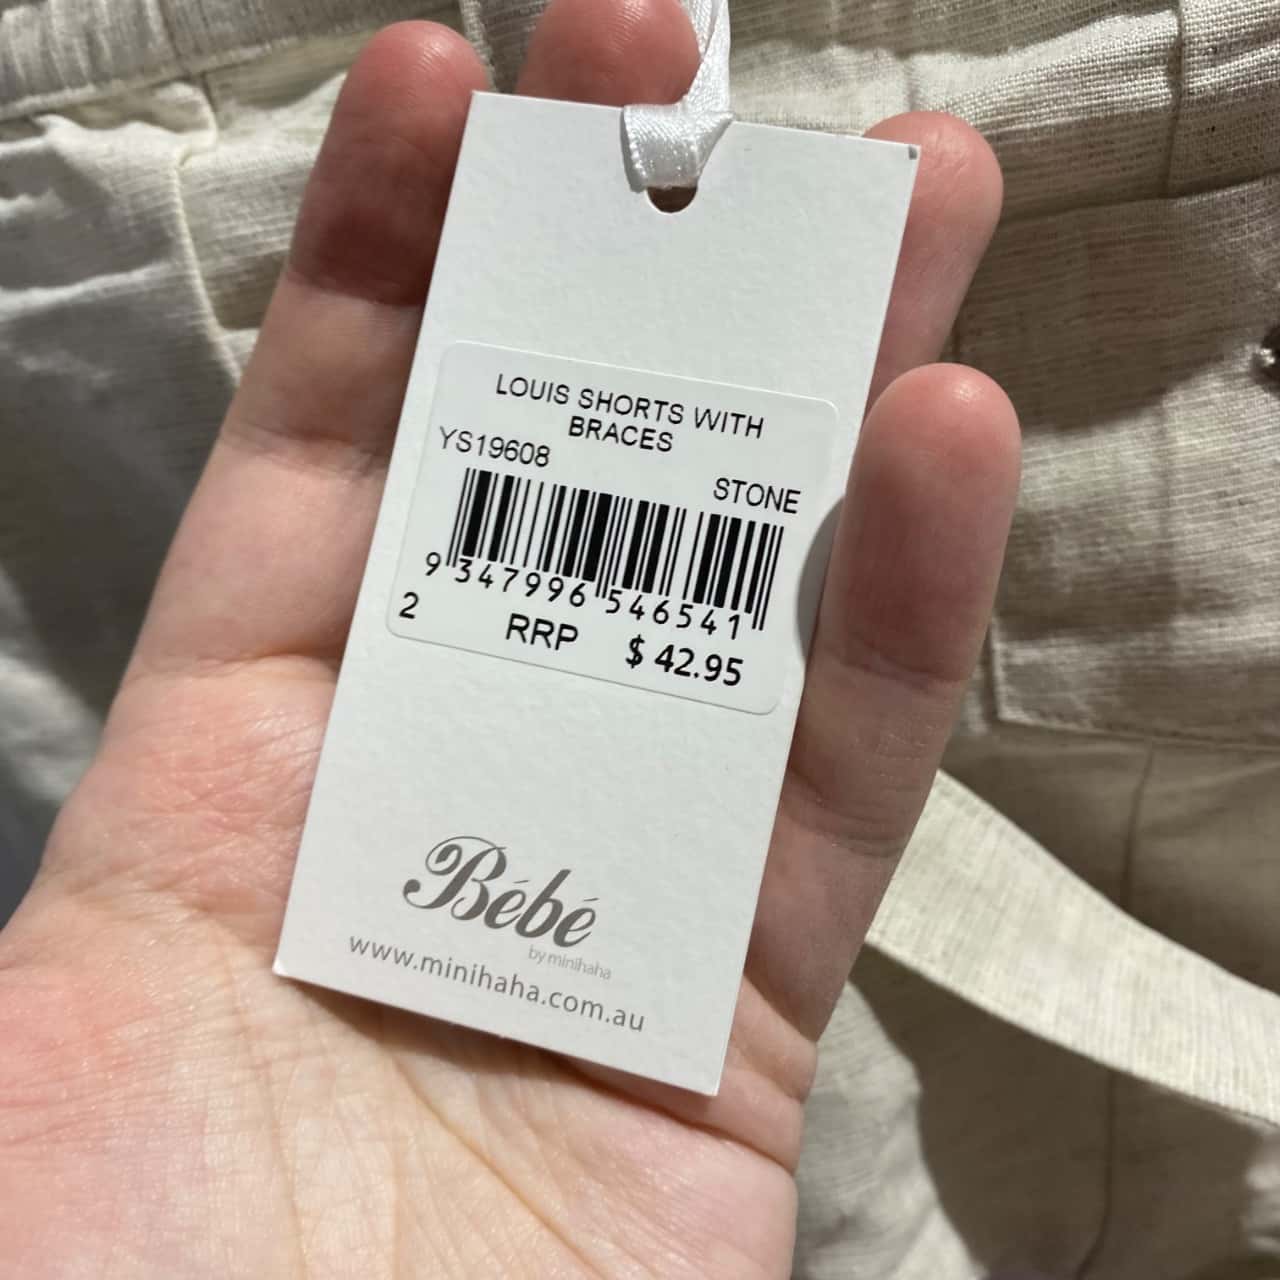 LOUIS SHORTS WITH
BRACES
YS19608
STONE
9 347996 546541
2 RRP $ 42.95
Bébé
by minihaha
www.minihaha.com.au